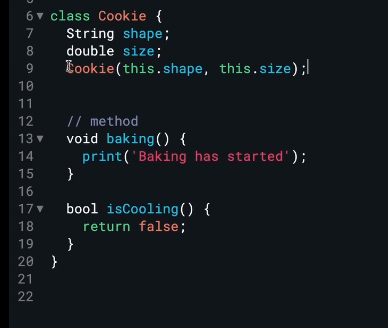 6 class Cookie {
7 String shape;
8 double size;
9 Cookie(this.shape, this.size);
10
11
12 // method
13 void baking() {
14 print('Baking has started');
15 }
16
17 bool isCooling() {
18 return false;
19 }
20 }
21
22